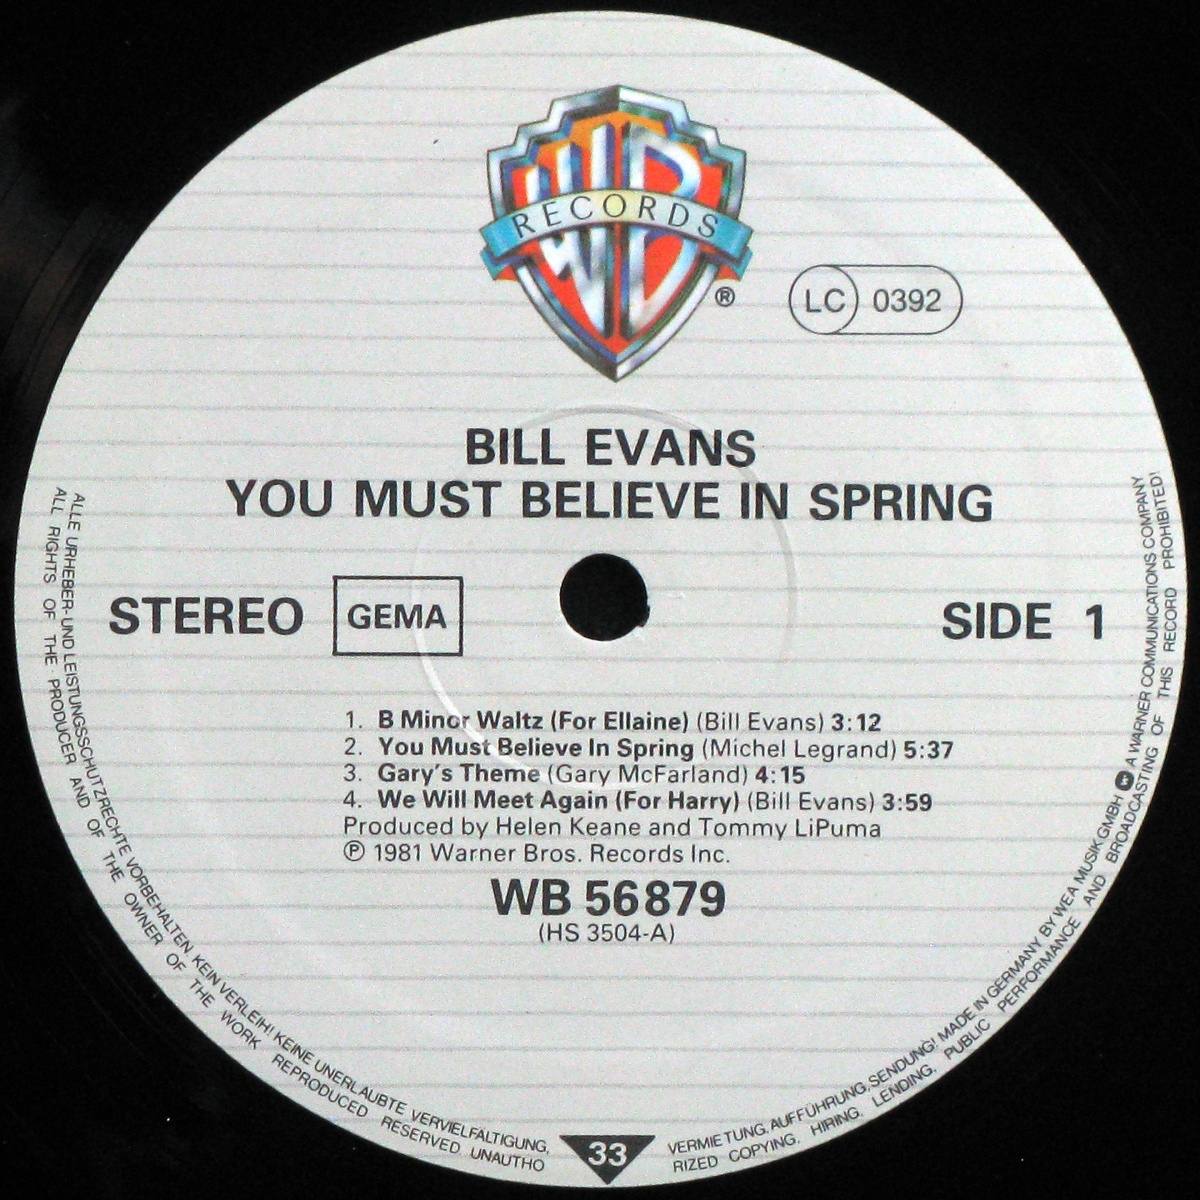 WB
RECORDS
®
LC 0392
BILL EVANS
YOU MUST BELIEVE IN SPRING
STEREO GEMA SIDE 1
1. B Minor Waltz (For Ellaine) (Bill Evans) 3:12
2. You Must Believe In Spring (Michel Legrand) 5:37
3. Gary's Theme (Gary McFarland) 4:15
4. We Will Meet Again (For Harry) (Bill Evans) 3:59
Produced by Helen Keane and Tommy LiPuma
℗ 1981 Warner Bros. Records Inc.
WB 56 879
(HS 3504-A)
ALLE URHEBER- UND LEISTUNGSSCHUTZRECHTE VORBEHALTEN KEIN VERLEIH! KEINE UNERLAUBTE VERVIELFÄLTIGUNG, VERMIETUNG, AUFFÜHRUNG, SENDUNG! MADE IN GERMANY BY WEA MUSIK GMBH A WARNER COMMUNICATIONS COMPANY
ALL RIGHTS OF THE PRODUCER AND OF THE OWNER OF THE WORK REPRODUCED RESERVED UNAUTHORIZED COPYING. HIRING. LENDING. PUBLIC PERFORMANCE AND BROADCASTING OF THIS RECORD PROHIBITED!
33